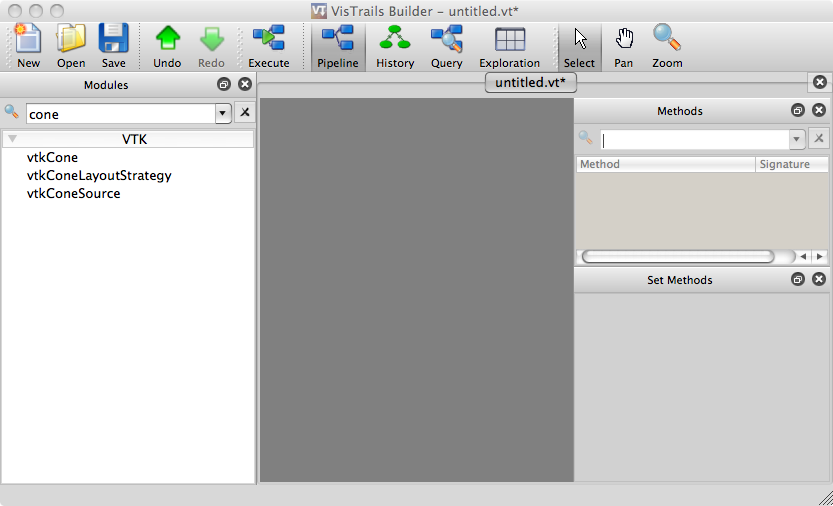 VT VisTrails Builder – untitled.vt*
New Open Save Undo Redo Execute Pipeline History Query Exploration Select Pan Zoom
Modules
untitled.vt*
cone
VTK
vtkCone
vtkConeLayoutStrategy
vtkConeSource
Methods
Method Signature
Set Methods